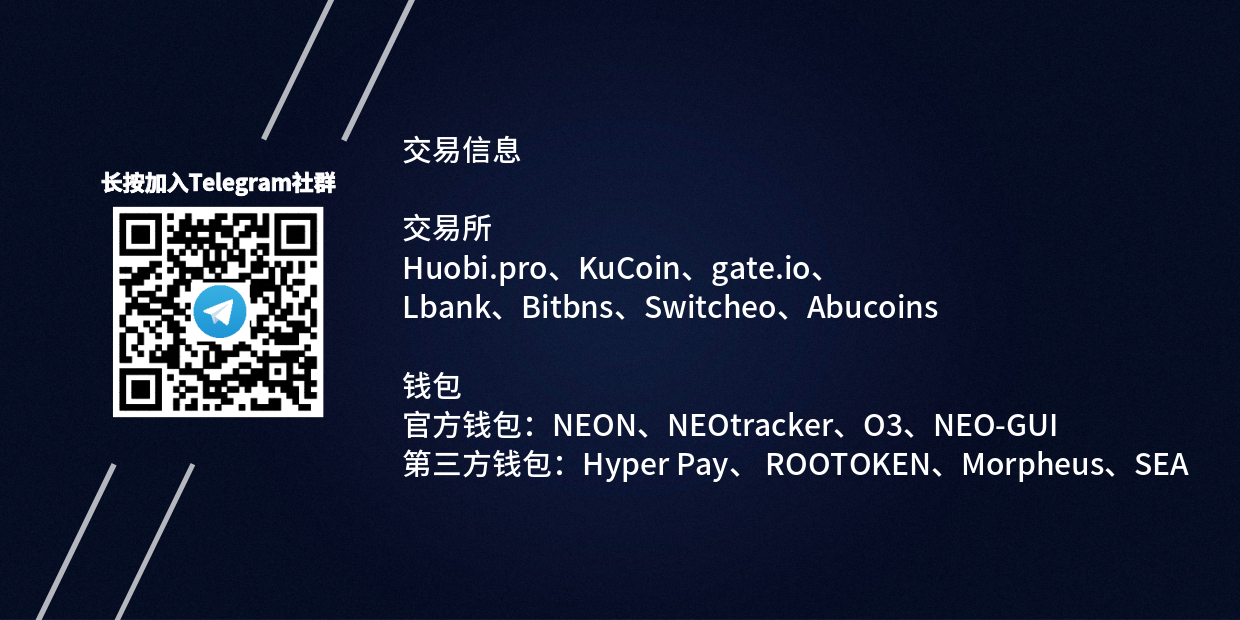 长按加入Telegram社群
交易信息
交易所
Huobi.pro、KuCoin、gate.io、
Lbank、Bitbns、Switcheo、Abucoins
钱包
官方钱包：NEON、NEOtracker、O3、NEO-GUI
第三方钱包：Hyper Pay、 ROOTOKEN、Morpheus、SEA